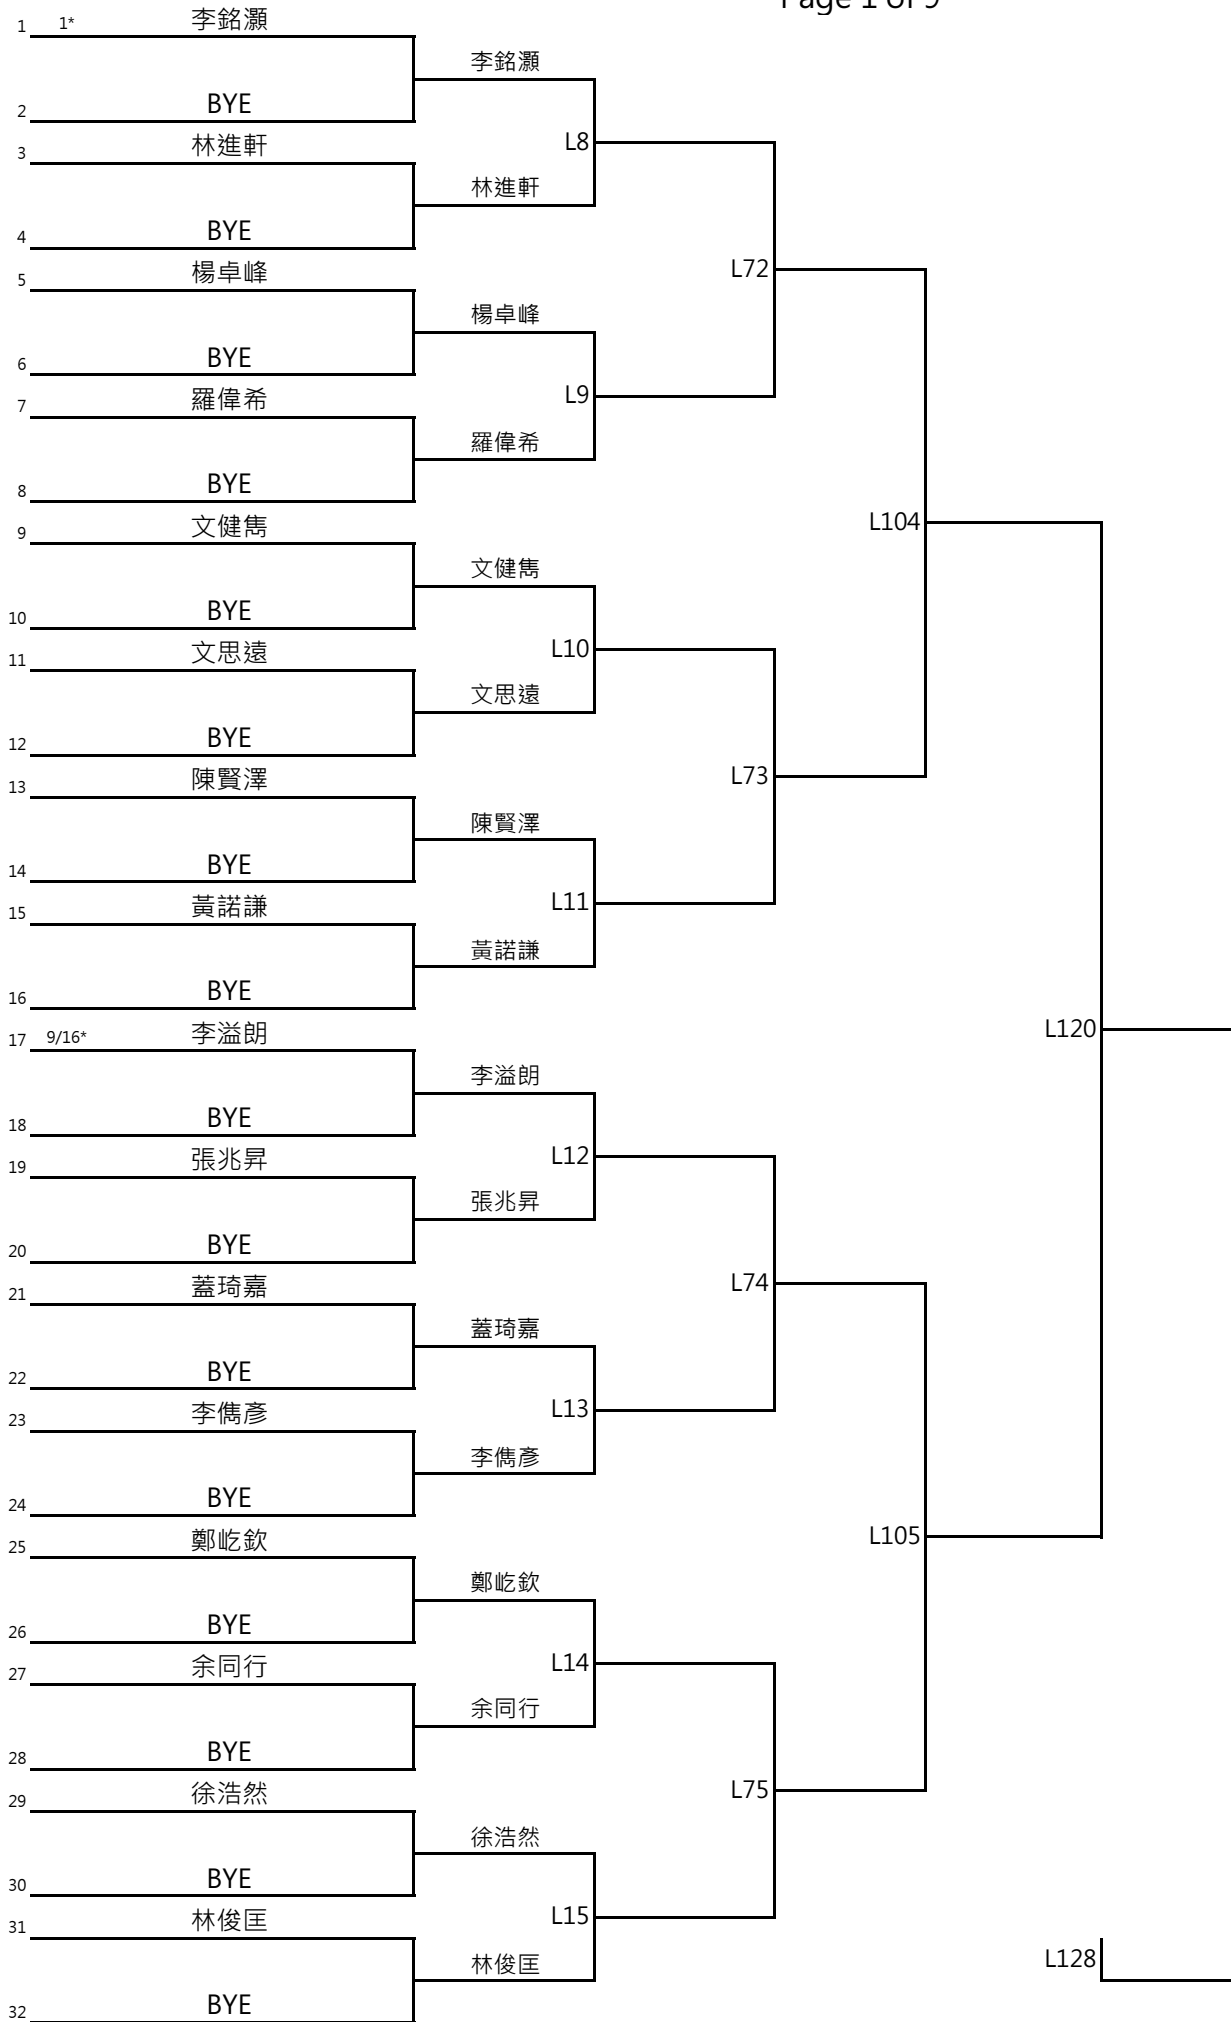 Page 1 of 9
1 1* 李銘灝
李銘灝
2 BYE
L8
3 林進軒
林進軒
4 BYE
L72
5 楊卓峰
楊卓峰
6 BYE
L9
7 羅偉希
羅偉希
8 BYE
L104
9 文健雋
文健雋
10 BYE
L10
11 文思遠
文思遠
12 BYE
L73
13 陳賢澤
陳賢澤
14 BYE
L11
15 黃諾謙
黃諾謙
16 BYE
L120
17 9/16* 李溢朗
李溢朗
18 BYE
L12
19 張兆昇
張兆昇
20 BYE
L74
21 蓋琦嘉
蓋琦嘉
22 BYE
L13
23 李儁彥
李儁彥
24 BYE
L105
25 鄭屹欽
鄭屹欽
26 BYE
L14
27 余同行
余同行
28 BYE
L75
29 徐浩然
徐浩然
30 BYE
L15
31 林俊匡
林俊匡
L128
32 BYE